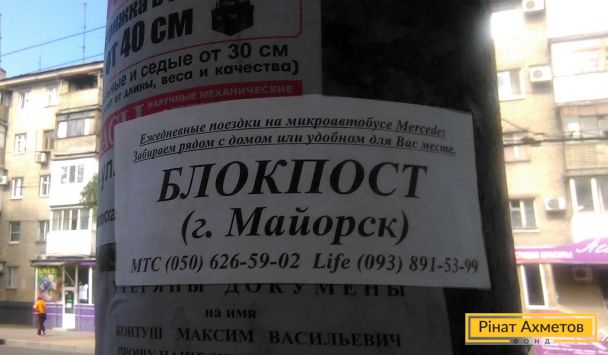 ОТ 40 СМ
и седые от 30 см
от длины, веса и качества)
НАРУЧНЫЕ МЕХАНИЧЕСКИЕ
Ежедневные поездки на микроавтобусе Mercedes
Забираем рядом с домом или удобном для Вас месте.
БЛОКПОСТ
(г. Майорск)
МТС (050) 626-59-02 Life (093) 891-53-99
ДОКУМЕНТЫ
на имя
КОНТУШ МАКСИМ ВАСИЛЬЕВИЧ
Рінат Ахметов
ФОНД